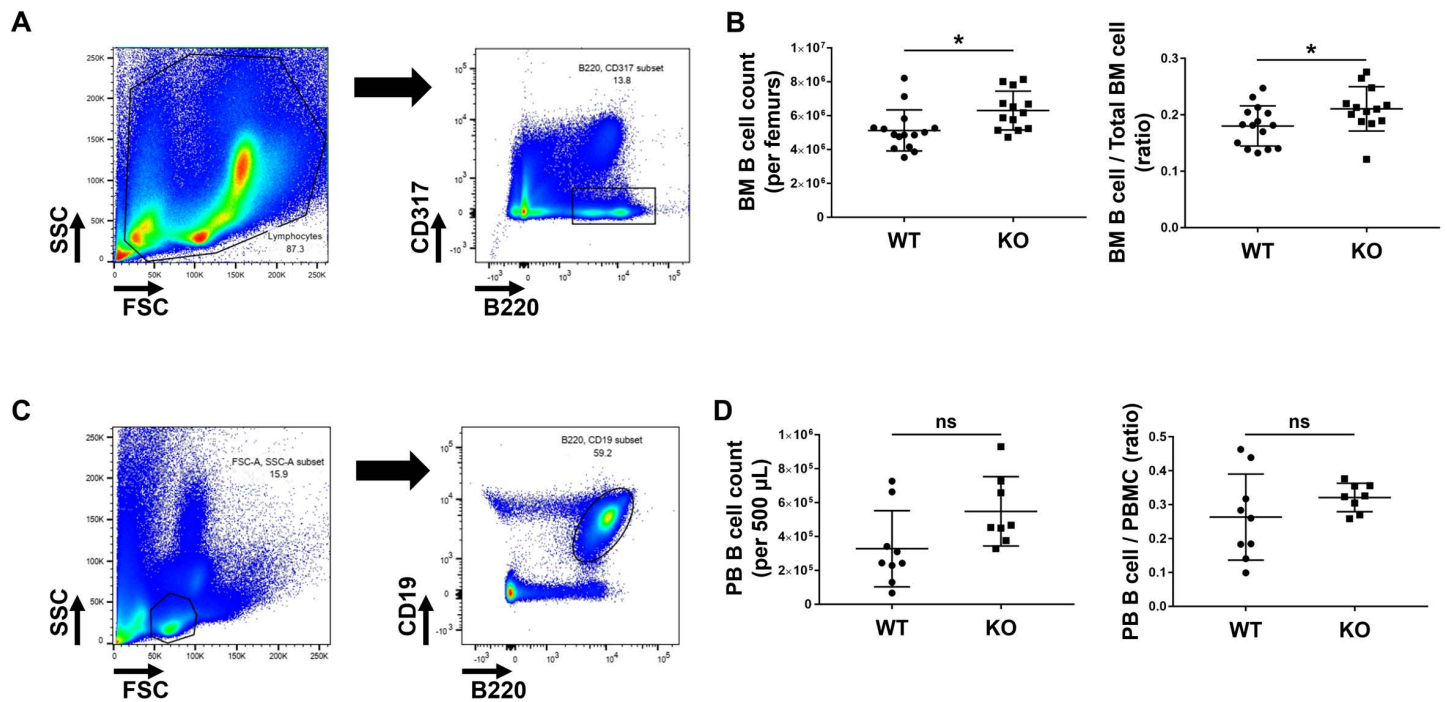 A
250K
200K
150K
100K
50K
0
0
50K
100K
150K
200K
250K
Lymphocytes
87.3
SSC
FSC
10⁵
10⁴
10³
0
-10³
-10³
0
10³
10⁴
10⁵
B220, CD317 subset
13.8
CD317
B220
B
BM B cell count
(per femurs)
1×10⁷
8×10⁶
6×10⁶
4×10⁶
2×10⁶
0
*
WT
KO
BM B cell / Total BM cell
(ratio)
0.3
0.2
0.1
0.0
*
WT
KO
C
250K
200K
150K
100K
50K
0
0
50K
100K
150K
200K
250K
FSC-A, SSC-A subset
15.9
SSC
FSC
10⁵
10⁴
10³
0
-10³
-10³
0
10³
10⁴
10⁵
B220, CD19 subset
59.2
CD19
B220
D
PB B cell count
(per 500 µL)
1×10⁶
8×10⁵
6×10⁵
4×10⁵
2×10⁵
0
ns
WT
KO
PB B cell / PBMC (ratio)
0.5
0.4
0.3
0.2
0.1
0.0
ns
WT
KO